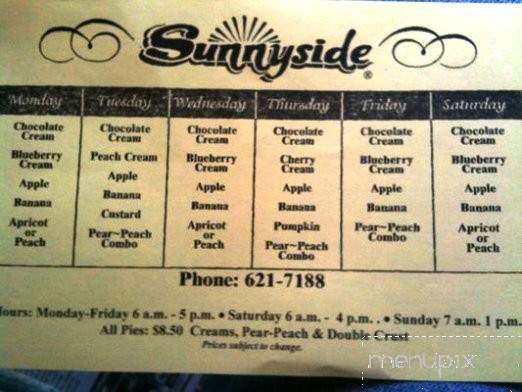 Sunnyside®
Monday Tuesday Wednesday Thursday Friday Saturday
Chocolate Cream
Blueberry Cream
Apple
Banana
Apricot or Peach
Chocolate Cream
Peach Cream
Apple
Banana
Custard
Pear~Peach Combo
Chocolate Cream
Blueberry Cream
Apple
Banana
Apricot or Peach
Chocolate Cream
Cherry Cream
Apple
Banana
Pumpkin
Pear~Peach Combo
Chocolate Cream
Blueberry Cream
Apple
Banana
Pear~Peach Combo
Chocolate Cream
Blueberry Cream
Apple
Banana
Apricot or Peach
Phone: 621-7188
Hours: Monday-Friday 6 a.m. - 5 p.m. • Saturday 6 a.m. - 4 p.m. . • Sunday 7 a.m. 1 p.m.
All Pies: $8.50 Creams, Pear-Peach & Double Crest
Prices subject to change.
menupix